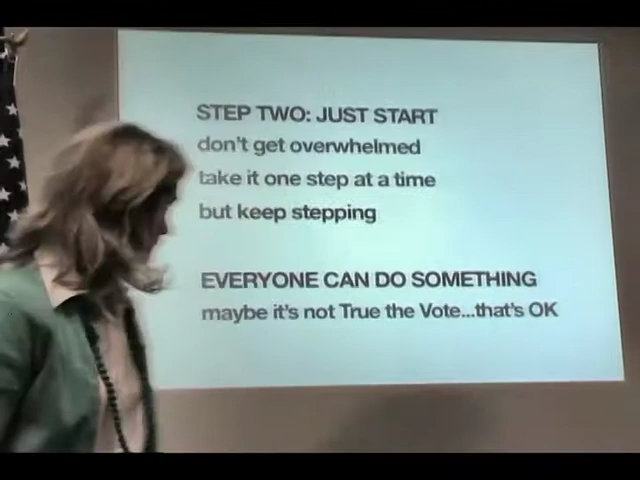 STEP TWO: JUST START
don't get overwhelmed
take it one step at a time
but keep stepping
EVERYONE CAN DO SOMETHING
maybe it's not True the Vote...that's OK